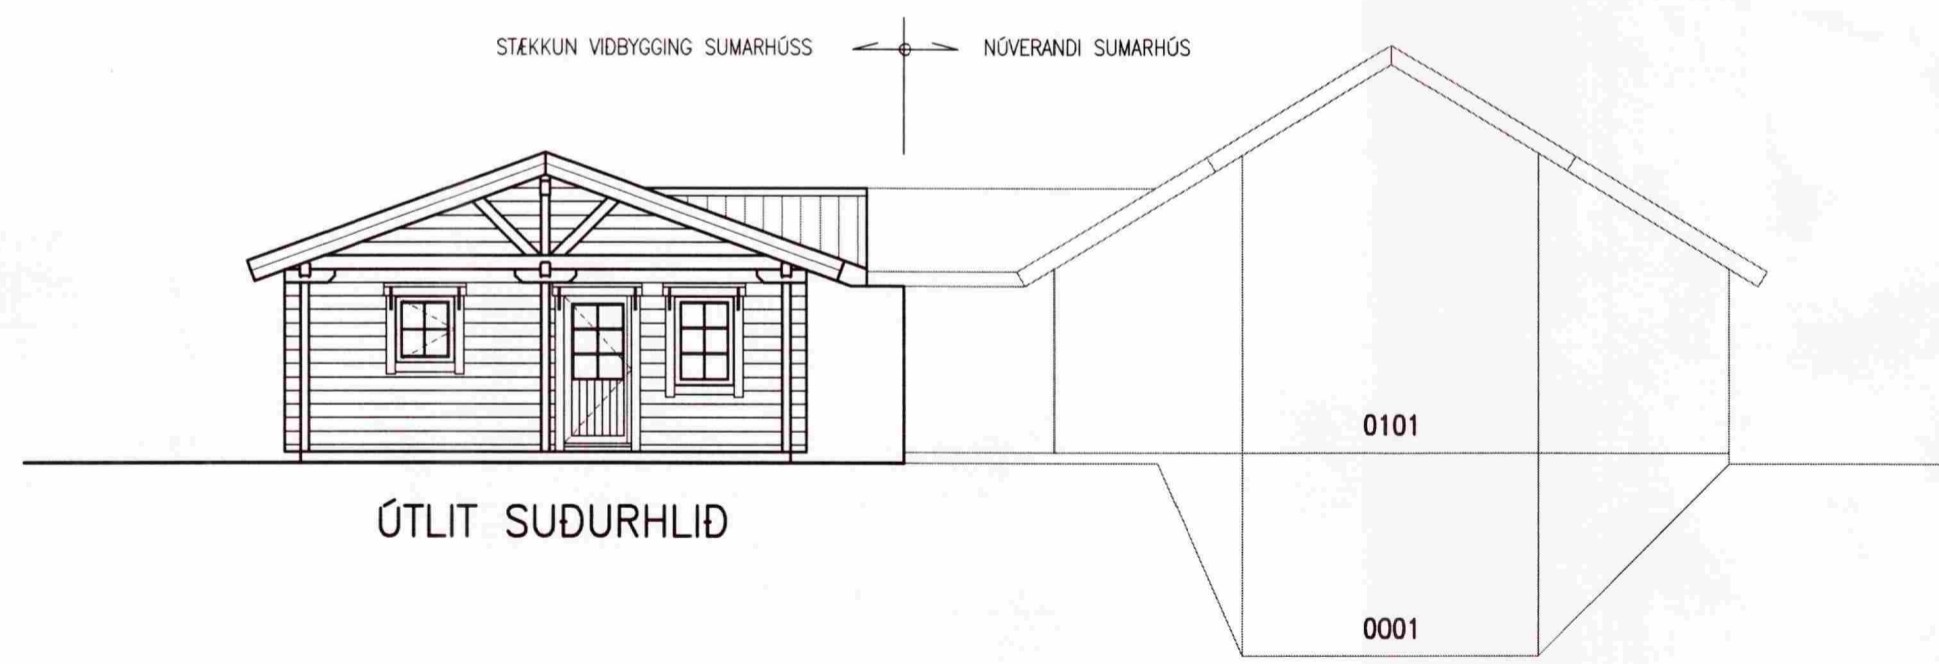 STÆKKUN VIÐBYGGING SUMARHÚSS
NÚVERANDI SUMARHÚS
0101
ÚTLIT SUÐURHLIÐ
0001